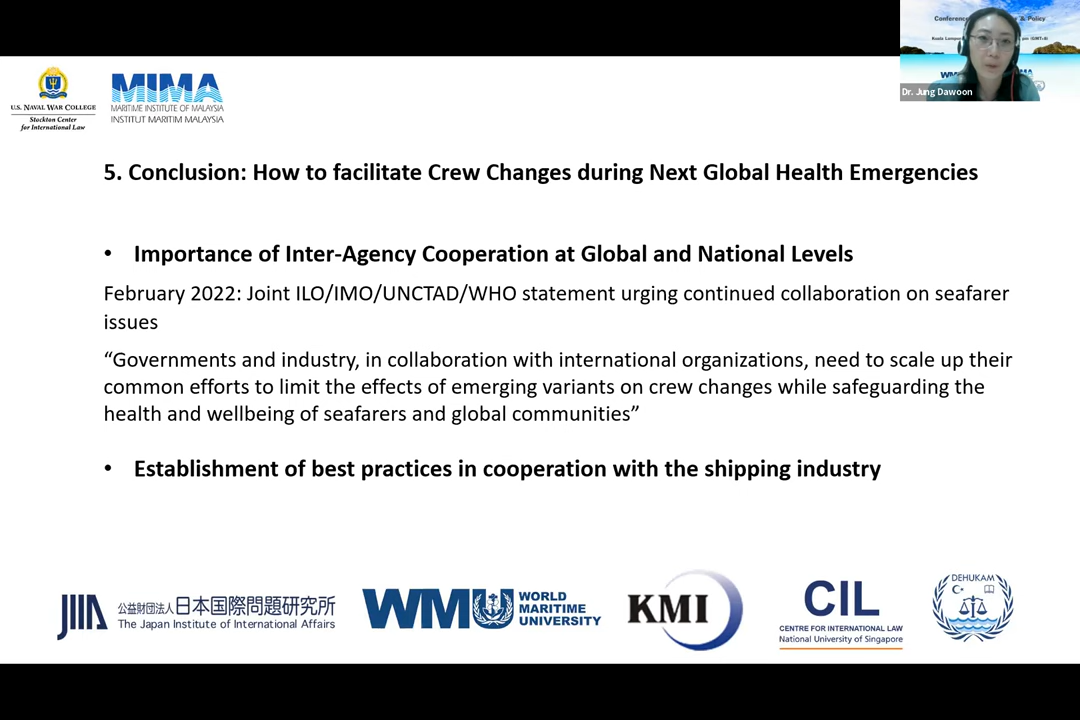 Conference
& Policy
Dr. Jung Dawoon
U.S. NAVAL WAR COLLEGE
Stockton Center
for International Law
MIMA
MARITIME INSTITUTE OF MALAYSIA
INSTITUT MARITIM MALAYSIA
5. Conclusion: How to facilitate Crew Changes during Next Global Health Emergencies
• Importance of Inter-Agency Cooperation at Global and National Levels
February 2022: Joint ILO/IMO/UNCTAD/WHO statement urging continued collaboration on seafarer
issues
“Governments and industry, in collaboration with international organizations, need to scale up their
common efforts to limit the effects of emerging variants on crew changes while safeguarding the
health and wellbeing of seafarers and global communities”
• Establishment of best practices in cooperation with the shipping industry
JIIA
公益財団法人日本国際問題研究所
The Japan Institute of International Affairs
WMU
WORLD
MARITIME
UNIVERSITY
KMI
CIL
CENTRE FOR INTERNATIONAL LAW
National University of Singapore
DEHUKAM